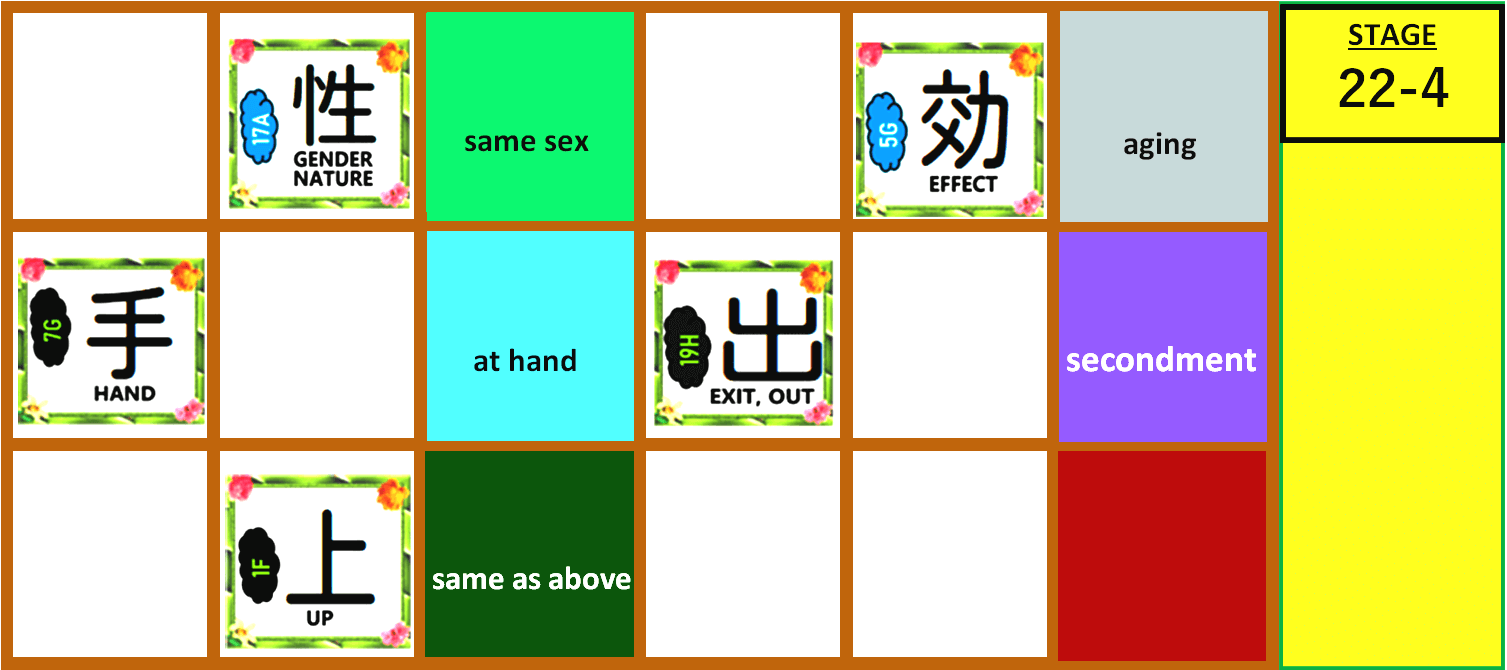 STAGE
22-4
17A
性
GENDER
NATURE
same sex
5G
効
EFFECT
aging
7G
手
HAND
at hand
19H
出
EXIT, OUT
secondment
1F
上
UP
same as above